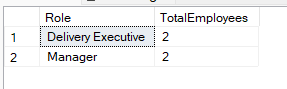 Role TotalEmployees
1 Delivery Executive 2
2 Manager 2